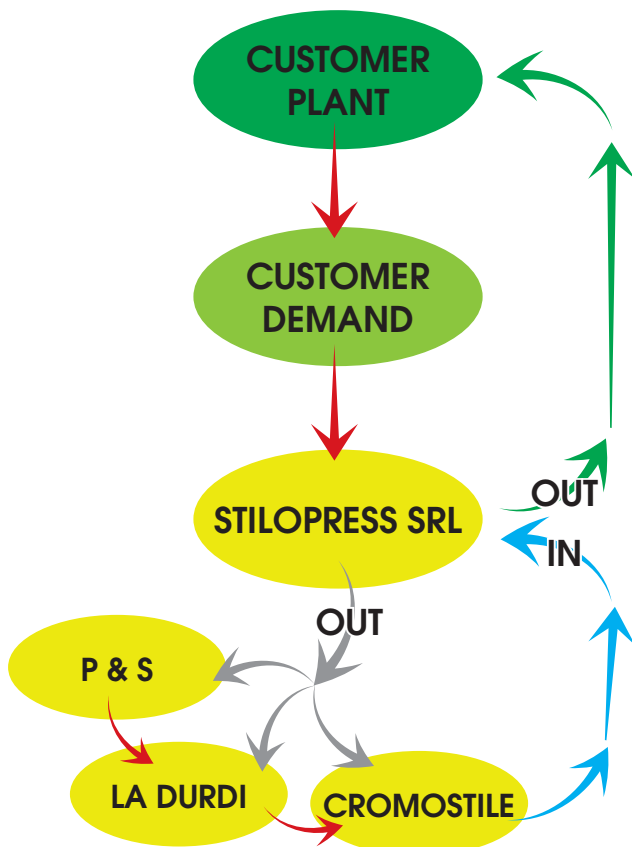 CUSTOMER
PLANT
CUSTOMER
DEMAND
STILOPRESS SRL
OUT
IN
OUT
P & S
LA DURDI
CROMOSTILE